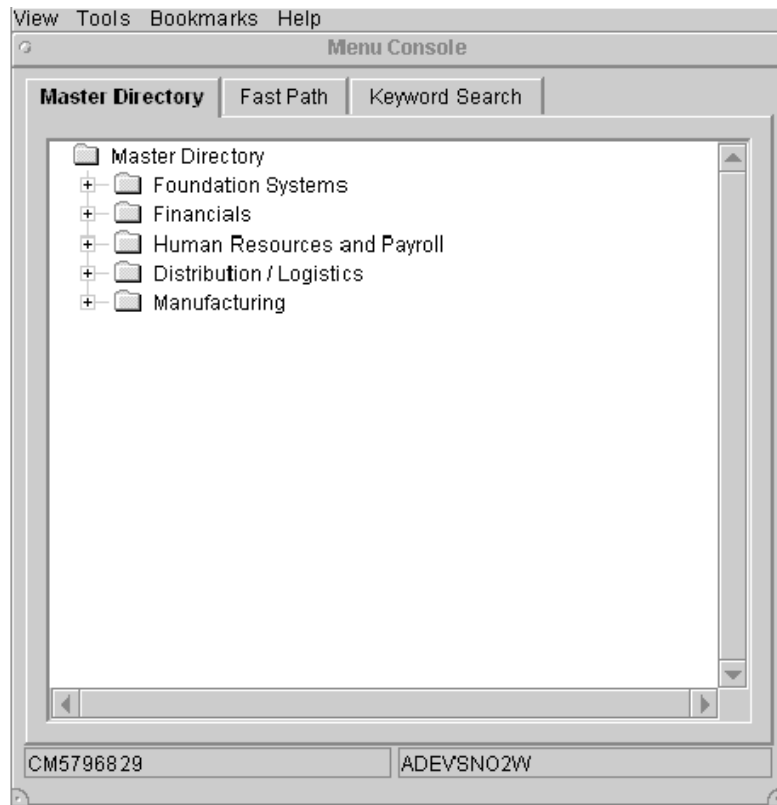 View Tools Bookmarks Help
Menu Console
Master Directory Fast Path Keyword Search
Master Directory
Foundation Systems
Financials
Human Resources and Payroll
Distribution / Logistics
Manufacturing
CM5796829 ADEVSNO2W